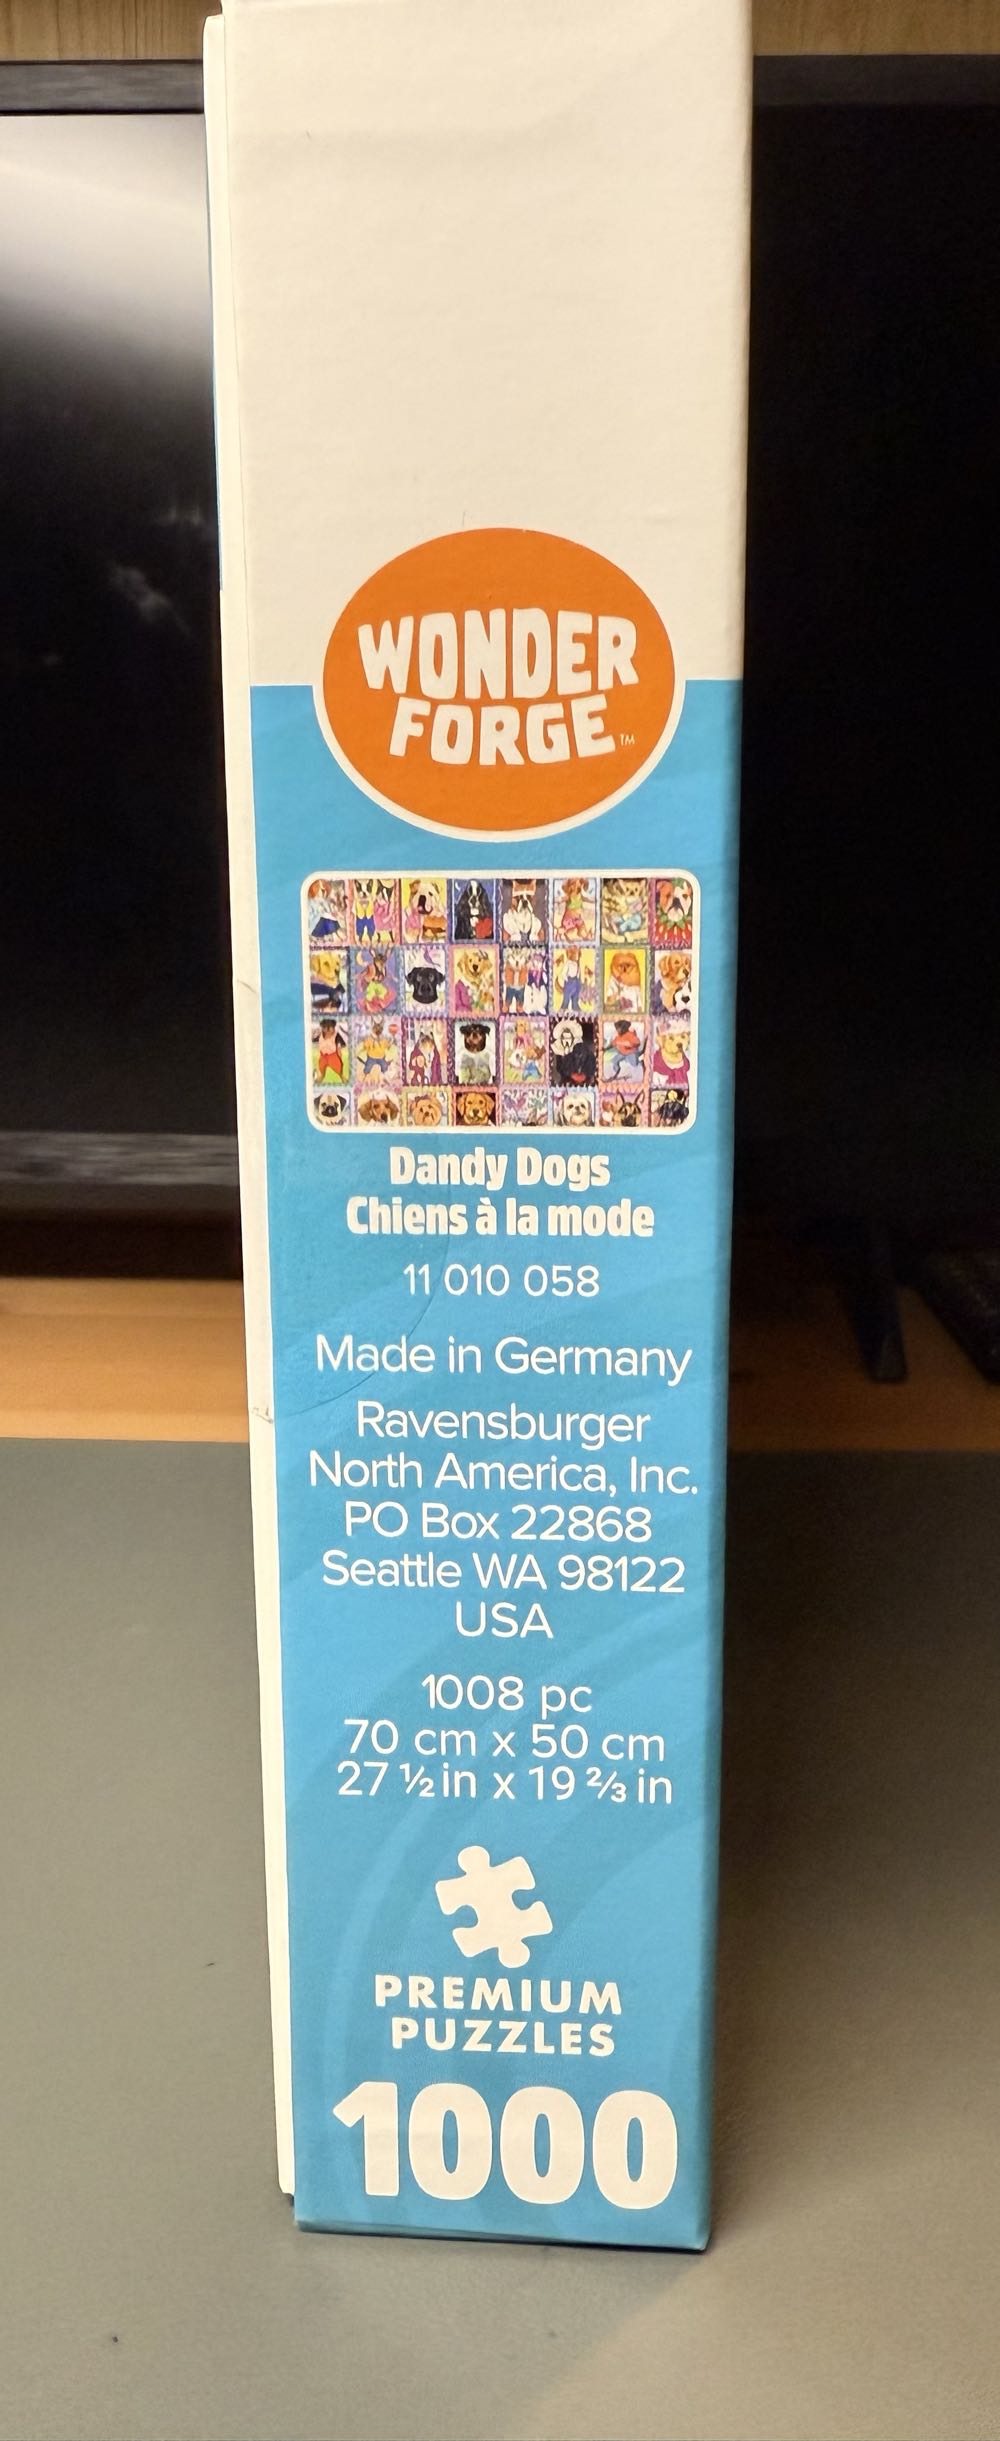 WONDER
FORGE™
Dandy Dogs
Chiens à la mode
11 010 058
Made in Germany
Ravensburger
North America, Inc.
PO Box 22868
Seattle WA 98122
USA
1008 pc
70 cm x 50 cm
27 ½ in x 19 ⅔ in
PREMIUM
PUZZLES
1000